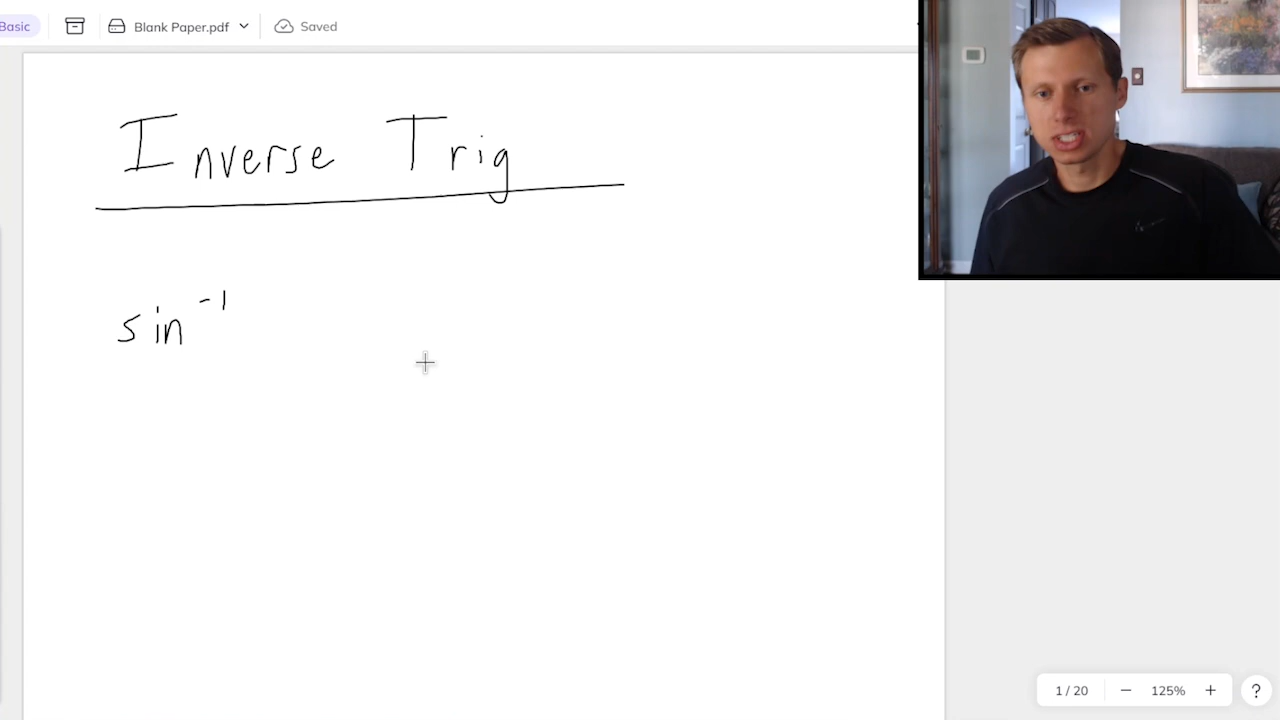 Basic Blank Paper.pdf Saved
Inverse Trig
sin⁻¹
1 / 20 − 125% + ?